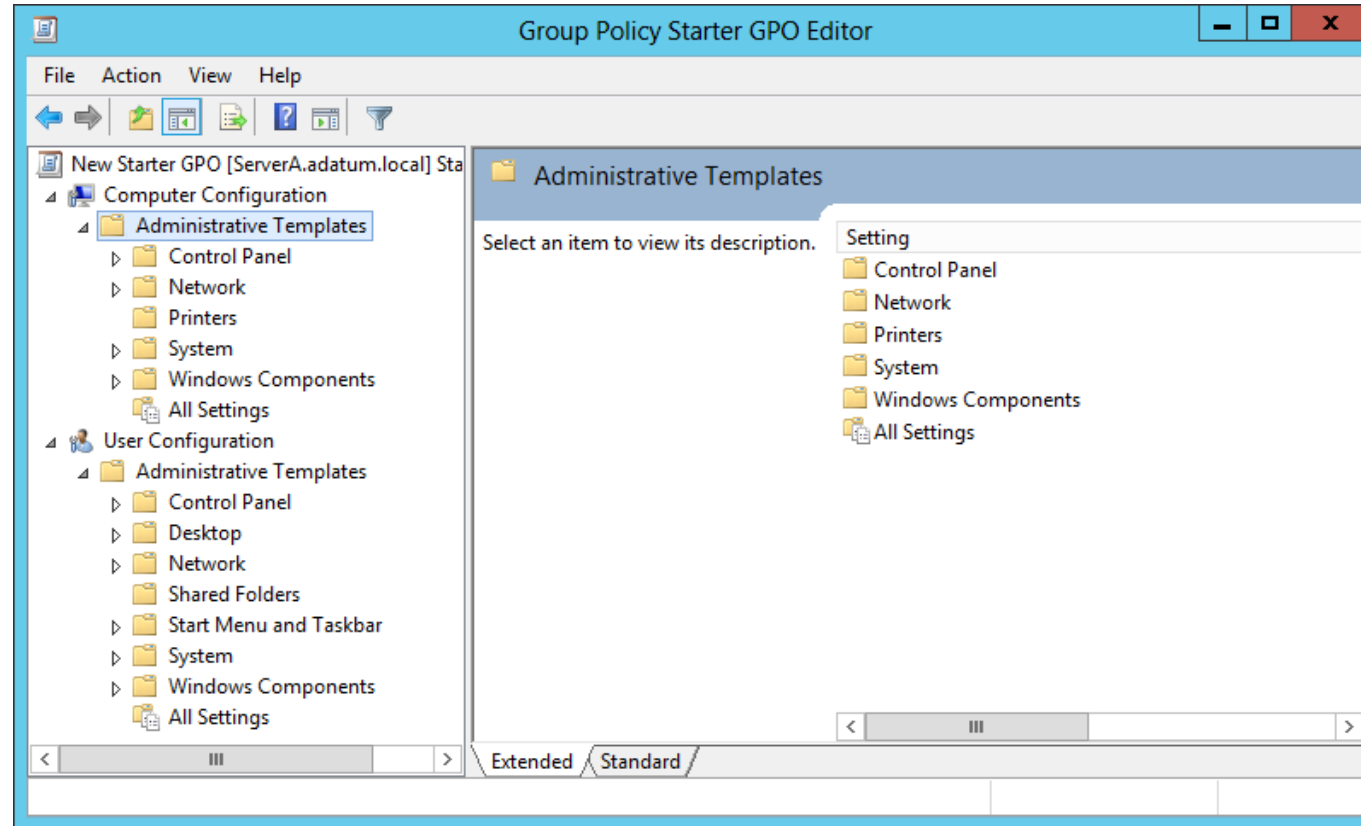 Group Policy Starter GPO Editor
File Action View Help
New Starter GPO [ServerA.adatum.local] Sta
Computer Configuration
Administrative Templates
Control Panel
Network
Printers
System
Windows Components
All Settings
User Configuration
Administrative Templates
Control Panel
Desktop
Network
Shared Folders
Start Menu and Taskbar
System
Windows Components
All Settings
Administrative Templates
Select an item to view its description.
Setting
Control Panel
Network
Printers
System
Windows Components
All Settings
Extended Standard